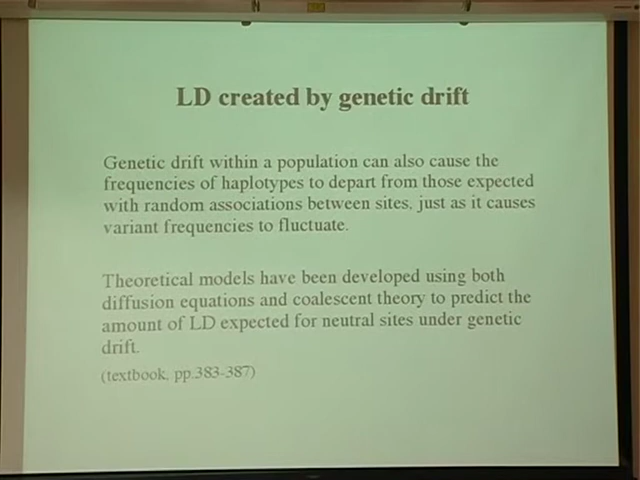 LD created by genetic drift
Genetic drift within a population can also cause the
frequencies of haplotypes to depart from those expected
with random associations between sites, just as it causes
variant frequencies to fluctuate.
Theoretical models have been developed using both
diffusion equations and coalescent theory to predict the
amount of LD expected for neutral sites under genetic
drift.
(textbook, pp.383-387)